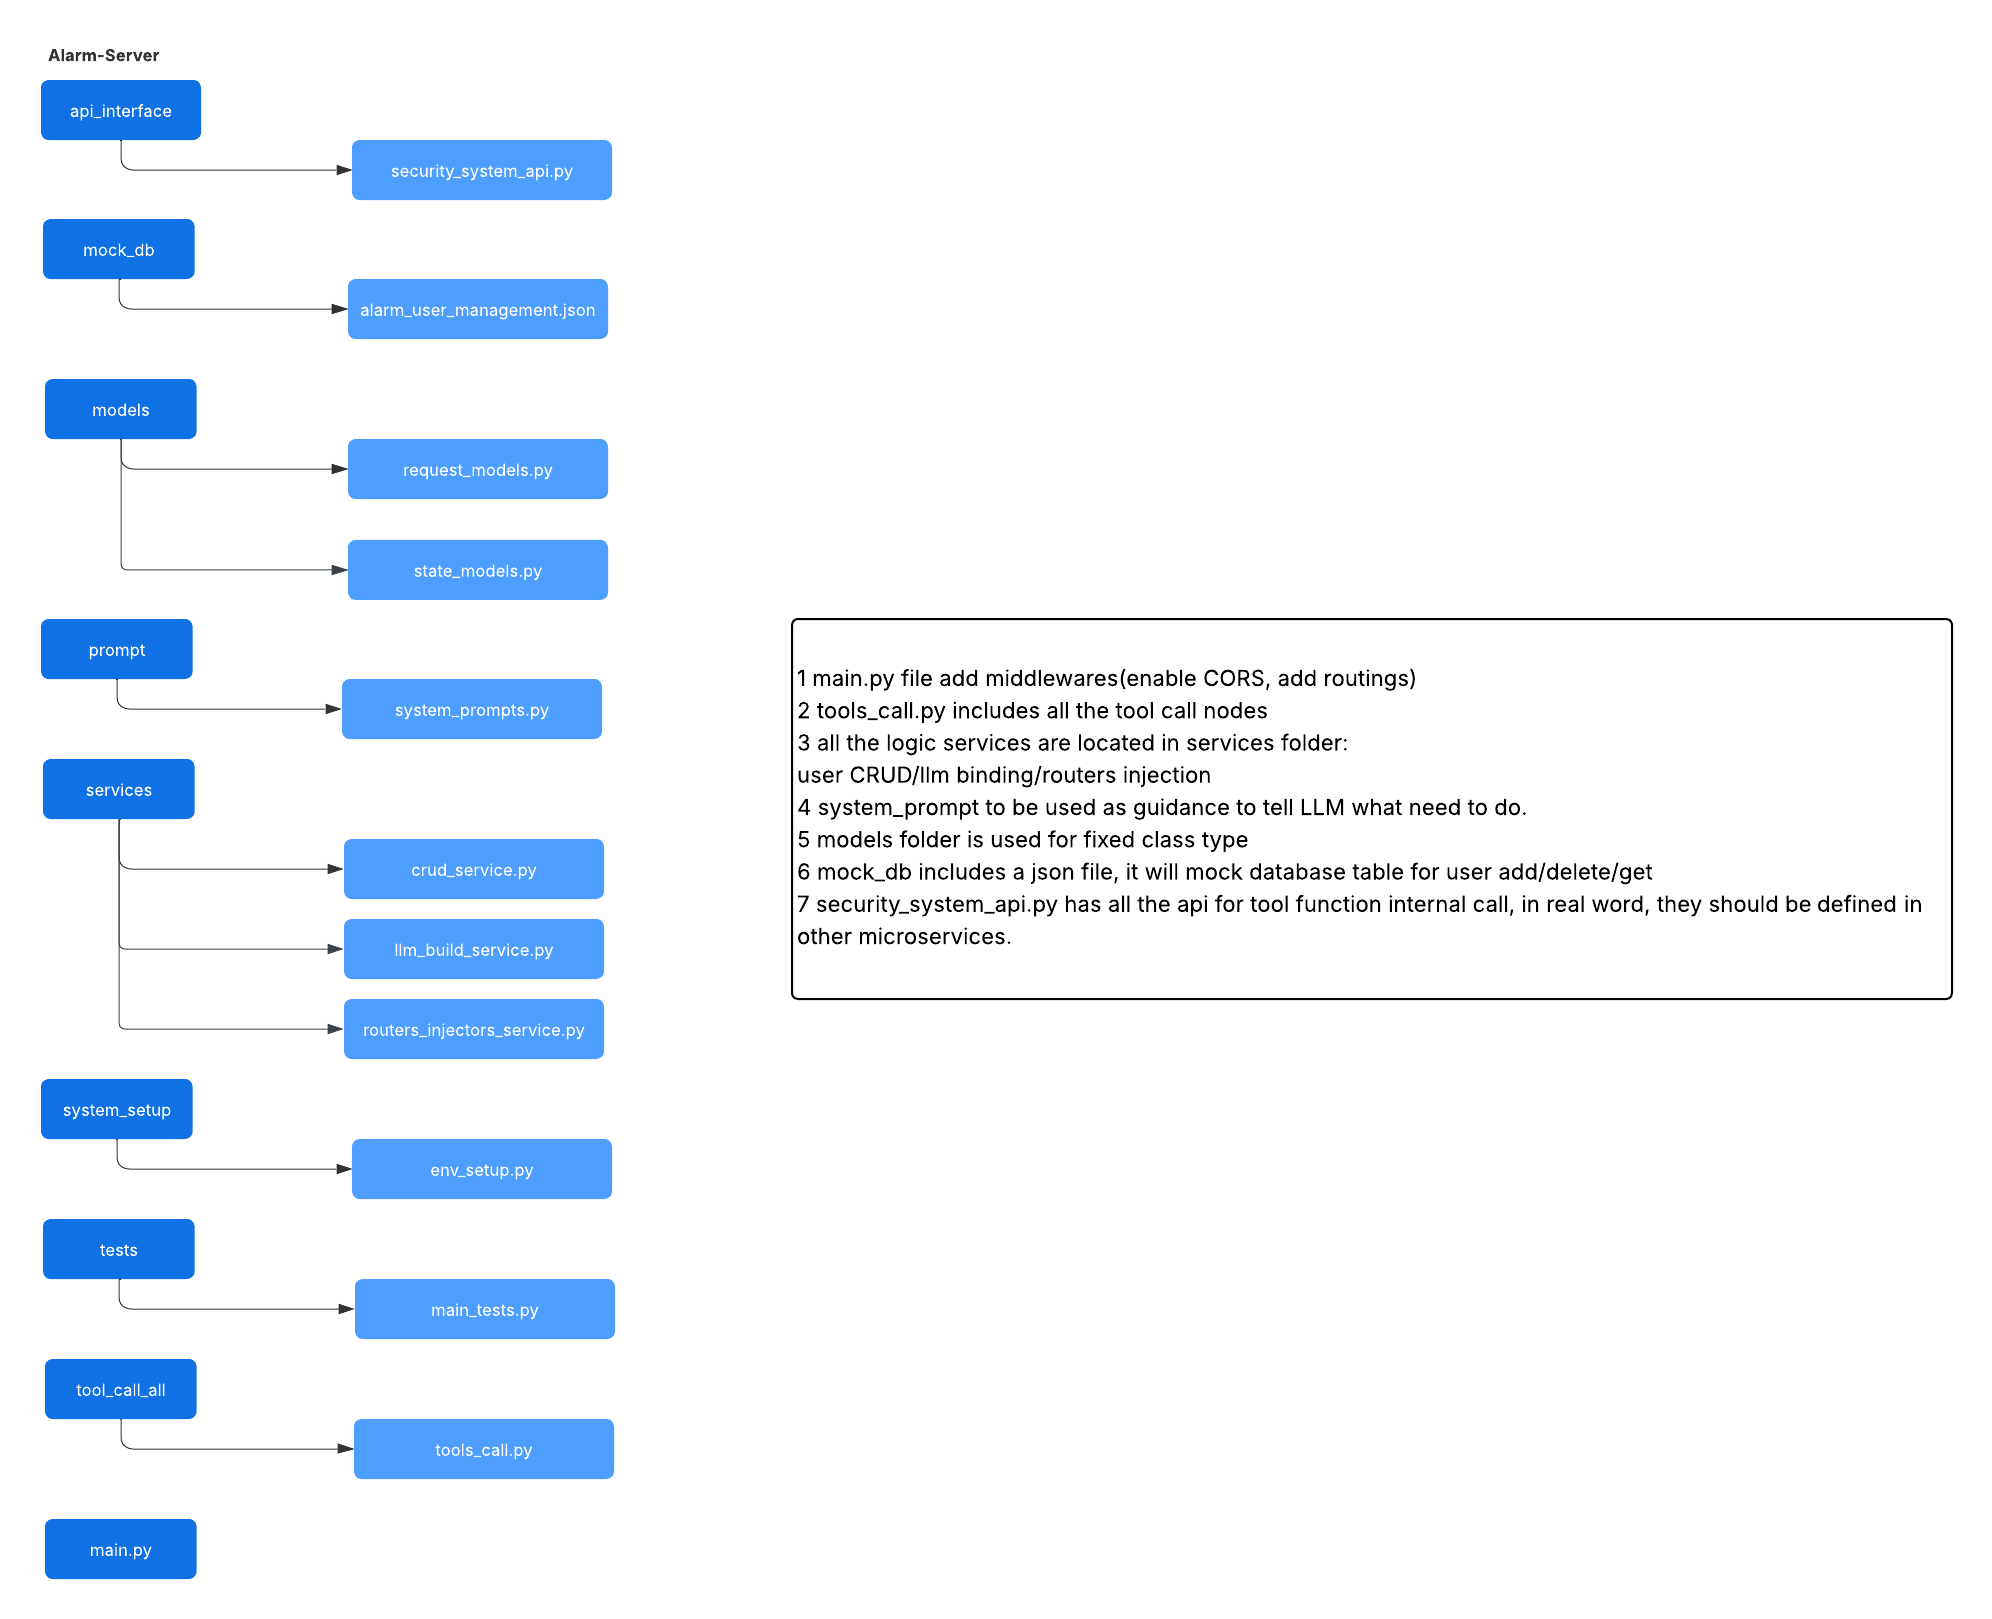 Alarm-Server
api_interface
security_system_api.py
mock_db
alarm_user_management.json
models
request_models.py
state_models.py
prompt
system_prompts.py
services
crud_service.py
llm_build_service.py
routers_injectors_service.py
system_setup
env_setup.py
tests
main_tests.py
tool_call_all
tools_call.py
main.py
1 main.py file add middlewares(enable CORS, add routings)
2 tools_call.py includes all the tool call nodes
3 all the logic services are located in services folder:
user CRUD/llm binding/routers injection
4 system_prompt to be used as guidance to tell LLM what need to do.
5 models folder is used for fixed class type
6 mock_db includes a json file, it will mock database table for user add/delete/get
7 security_system_api.py has all the api for tool function internal call, in real word, they should be defined in
other microservices.